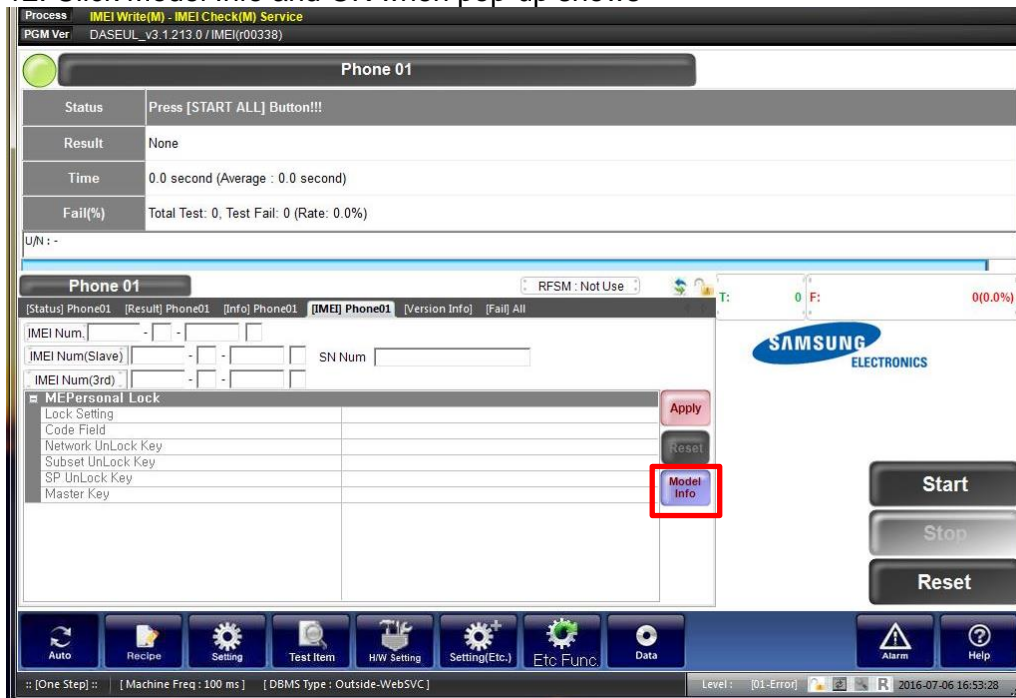 Process IMEI Write(M) - IMEI Check(M) Service
PGM Ver DASEUL_v3.1.213.0 / IMEI(r00338)
Phone 01
Status Press [START ALL] Button!!!
Result None
Time 0.0 second (Average : 0.0 second)
Fail(%) Total Test: 0, Test Fail: 0 (Rate: 0.0%)
U/N : -
Phone 01 RFSM : Not Use T: 0 F: 0(0.0%)
[Status] Phone01 [Result] Phone01 [Info] Phone01 [IMEI] Phone01 [Version Info] [Fail] All
IMEI Num. - -
IMEI Num(Slave) - - SN Num
IMEI Num(3rd) - -
SAMSUNG
ELECTRONICS
MEPersonal Lock
Lock Setting
Code Field
Network UnLock Key
Subset UnLock Key
SP UnLock Key
Master Key
Apply
Reset
Model
Info
Start
Stop
Reset
Auto Recipe Setting Test Item H/W Setting Setting(Etc.) Etc Func. Data Alarm Help
:: [One Step] :: [ Machine Freq : 100 ms ] [ DBMS Type : Outside-WebSVC ] Level : [01-Error] R 2016-07-06 16:53:28